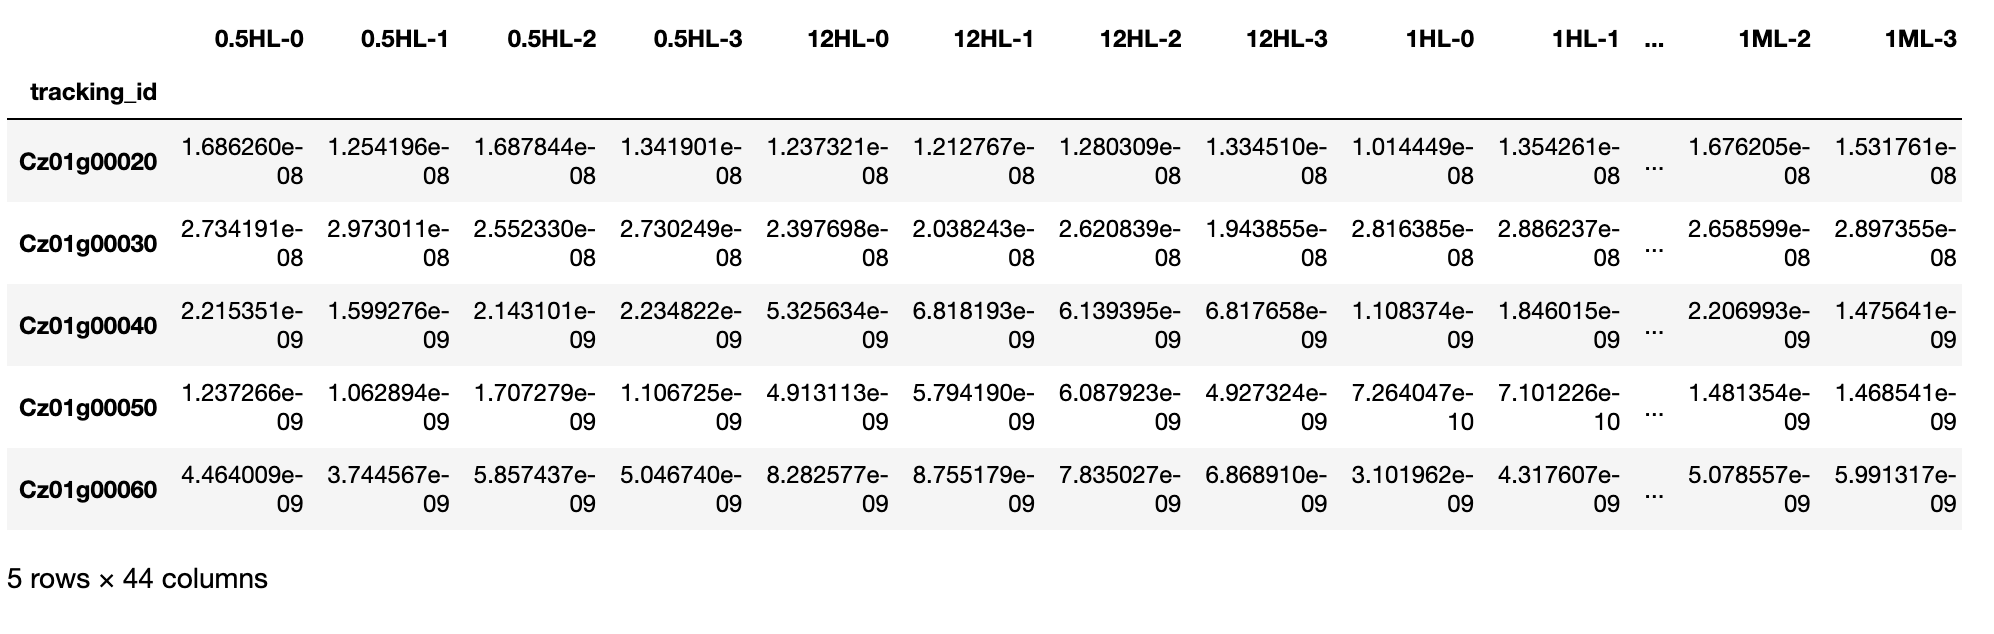 0.5HL-0 0.5HL-1 0.5HL-2 0.5HL-3 12HL-0 12HL-1 12HL-2 12HL-3 1HL-0 1HL-1 ... 1ML-2 1ML-3
tracking_id
Cz01g00020 1.686260e-08 1.254196e-08 1.687844e-08 1.341901e-08 1.237321e-08 1.212767e-08 1.280309e-08 1.334510e-08 1.014449e-08 1.354261e-08 ... 1.676205e-08 1.531761e-08
Cz01g00030 2.734191e-08 2.973011e-08 2.552330e-08 2.730249e-08 2.397698e-08 2.038243e-08 2.620839e-08 1.943855e-08 2.816385e-08 2.886237e-08 ... 2.658599e-08 2.897355e-08
Cz01g00040 2.215351e-09 1.599276e-09 2.143101e-09 2.234822e-09 5.325634e-09 6.818193e-09 6.139395e-09 6.817658e-09 1.108374e-09 1.846015e-09 ... 2.206993e-09 1.475641e-09
Cz01g00050 1.237266e-09 1.062894e-09 1.707279e-09 1.106725e-09 4.913113e-09 5.794190e-09 6.087923e-09 4.927324e-09 7.264047e-10 7.101226e-10 ... 1.481354e-09 1.468541e-09
Cz01g00060 4.464009e-09 3.744567e-09 5.857437e-09 5.046740e-09 8.282577e-09 8.755179e-09 7.835027e-09 6.868910e-09 3.101962e-09 4.317607e-09 ... 5.078557e-09 5.991317e-09
5 rows × 44 columns